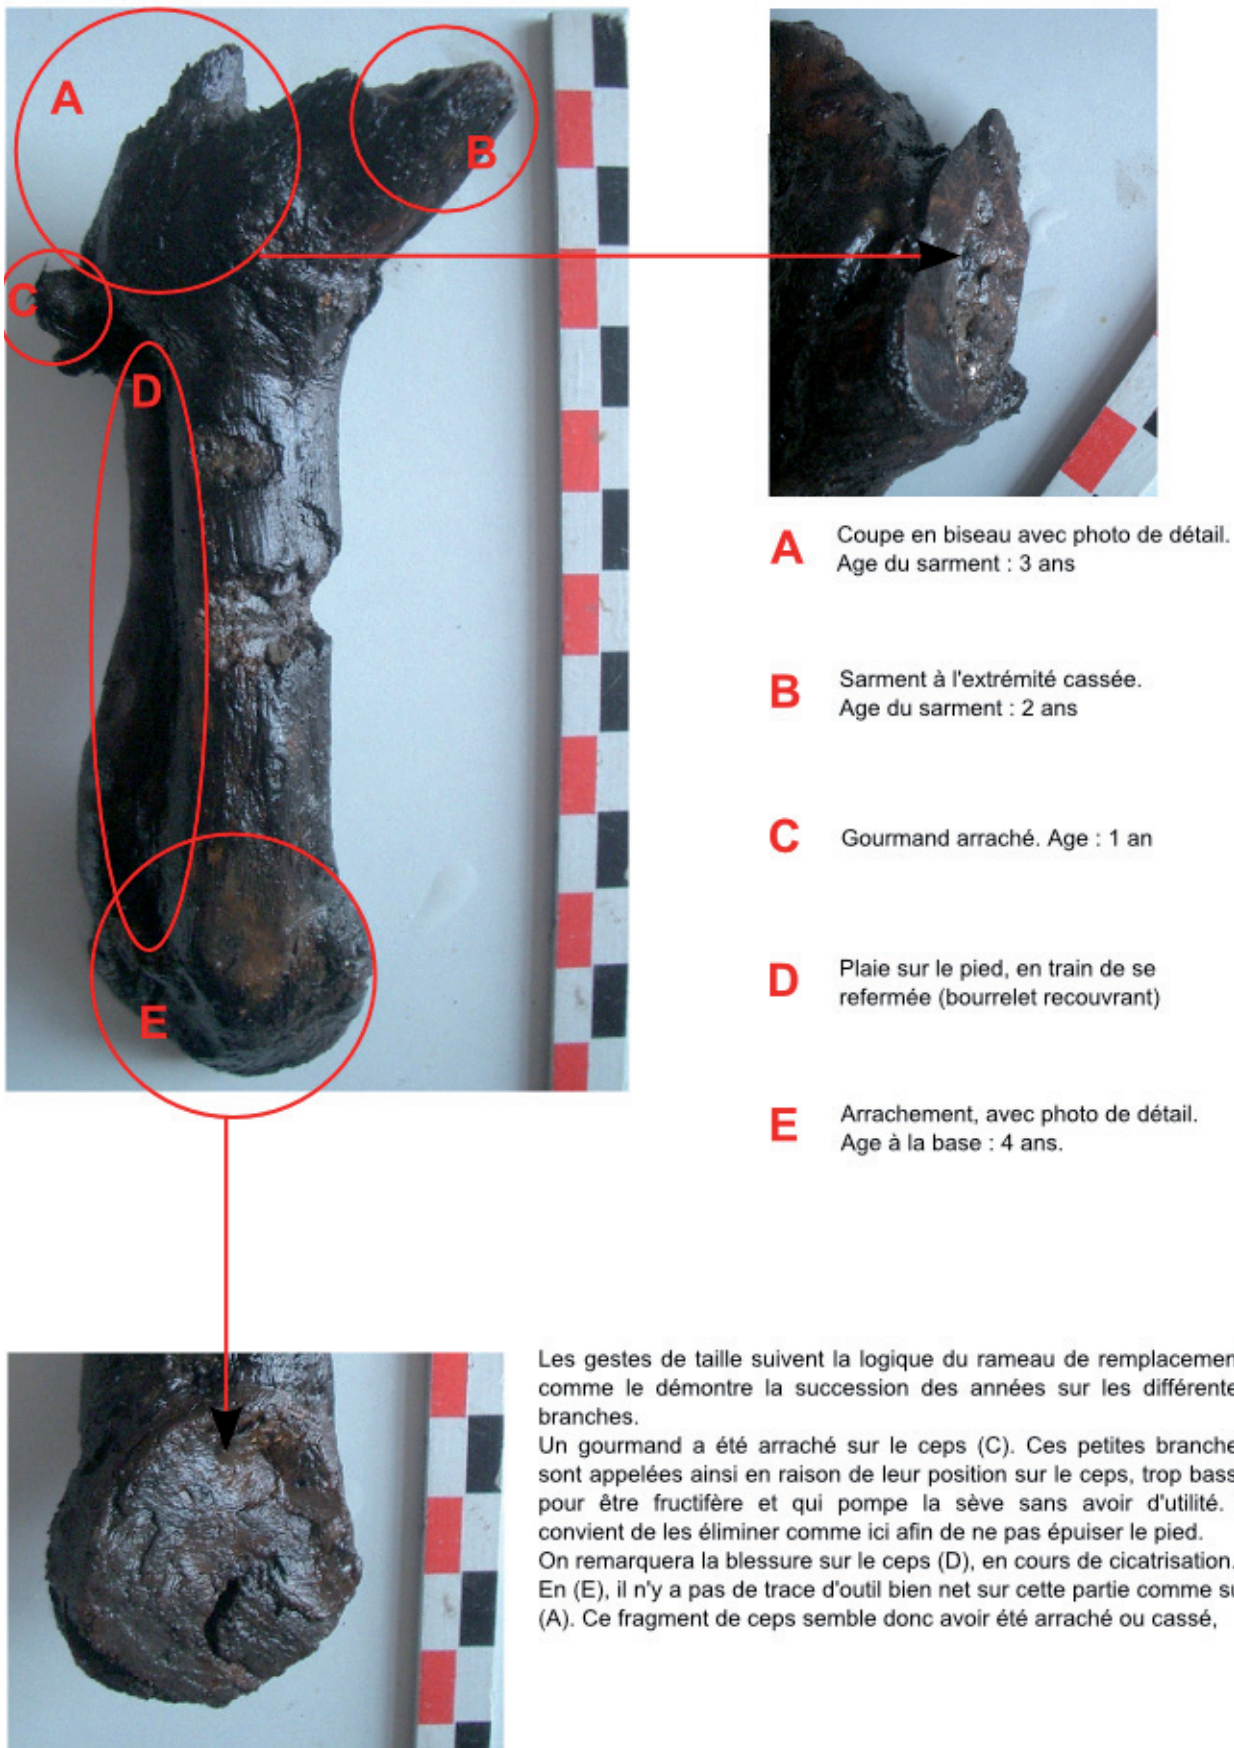 A
B
C
D
E
A Coupe en biseau avec photo de détail.
Age du sarment : 3 ans
B Sarment à l'extrémité cassée.
Age du sarment : 2 ans
C Gourmand arraché. Age : 1 an
D Plaie sur le pied, en train de se
refermée (bourrelet recouvrant)
E Arrachement, avec photo de détail.
Age à la base : 4 ans.
Les gestes de taille suivent la logique du rameau de remplacemen
comme le démontre la succession des années sur les différente
branches.
Un gourmand a été arraché sur le ceps (C). Ces petites branche
sont appelées ainsi en raison de leur position sur le ceps, trop bass
pour être fructifère et qui pompe la sève sans avoir d'utilité.
convient de les éliminer comme ici afin de ne pas épuiser le pied.
On remarquera la blessure sur le ceps (D), en cours de cicatrisation.
En (E), il n'y a pas de trace d'outil bien net sur cette partie comme su
(A). Ce fragment de ceps semble donc avoir été arraché ou cassé,